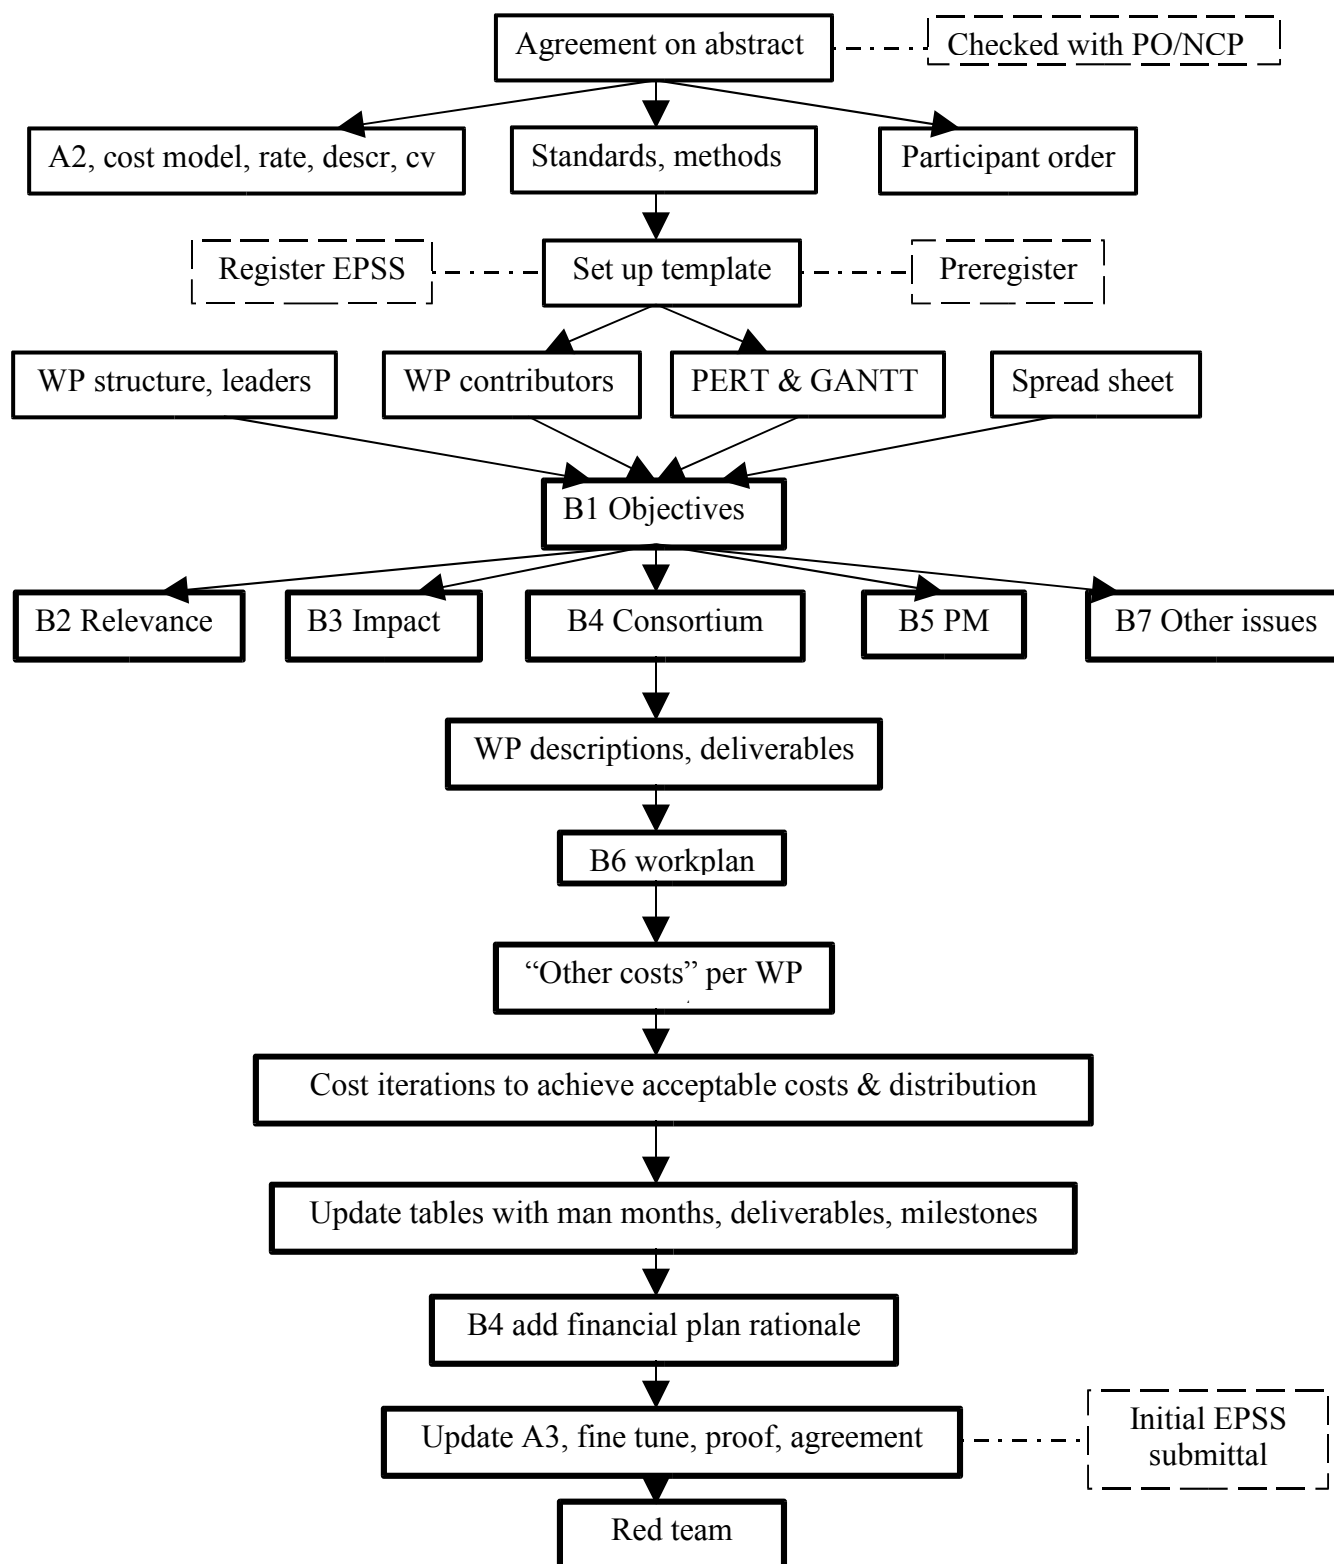 Agreement on abstract
Checked with PO/NCP
A2, cost model, rate, descr, cv
Standards, methods
Participant order
Register EPSS
Set up template
Preregister
WP structure, leaders
WP contributors
PERT & GANTT
Spread sheet
B1 Objectives
B2 Relevance
B3 Impact
B4 Consortium
B5 PM
B7 Other issues
WP descriptions, deliverables
B6 workplan
“Other costs” per WP
Cost iterations to achieve acceptable costs & distribution
Update tables with man months, deliverables, milestones
B4 add financial plan rationale
Update A3, fine tune, proof, agreement
Initial EPSS
submittal
Red team